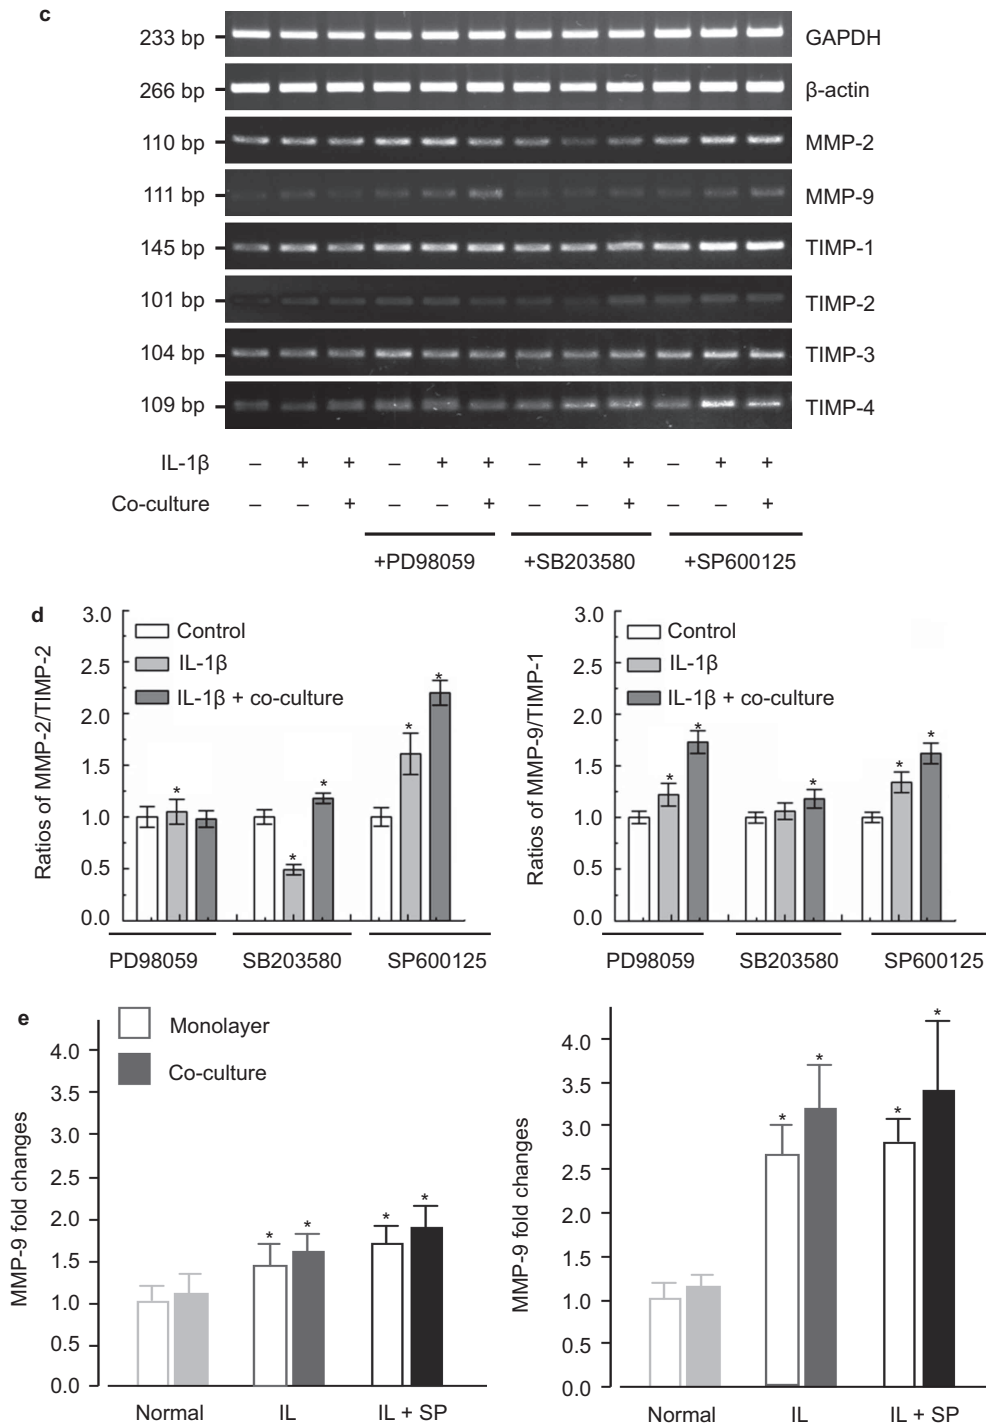 c
233 bp GAPDH
266 bp β-actin
110 bp MMP-2
111 bp MMP-9
145 bp TIMP-1
101 bp TIMP-2
104 bp TIMP-3
109 bp TIMP-4
IL-1β – + + – + + – + + – + +
Co-culture – – + – – + – – + – – +
+PD98059 +SB203580 +SP600125
d
Ratios of MMP-2/TIMP-2
3.0
2.5
2.0
1.5
1.0
0.5
0.0
Control
IL-1β
IL-1β + co-culture
* * * * *
PD98059 SB203580 SP600125
Ratios of MMP-9/TIMP-1
3.0
2.5
2.0
1.5
1.0
0.5
0.0
Control
IL-1β
IL-1β + co-culture
* * * * *
PD98059 SB203580 SP600125
e
MMP-9 fold changes
4.0
3.5
3.0
2.5
2.0
1.5
1.0
0.5
0.0
Monolayer
Co-culture
* * * *
Normal IL IL + SP
MMP-9 fold changes
4.0
3.5
3.0
2.5
2.0
1.5
1.0
0.5
0.0
* * * *
Normal IL IL + SP